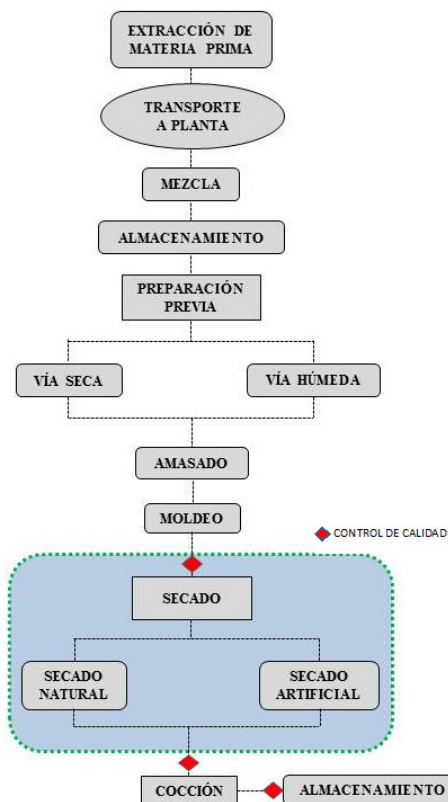 EXTRACCIÓN DE
MATERIA PRIMA
TRANSPORTE
A PLANTA
MEZCLA
ALMACENAMIENTO
PREPARACIÓN
PREVIA
VÍA SECA
VÍA HÚMEDA
AMASADO
MOLDEO
CONTROL DE CALIDAD
SECADO
SECADO
NATURAL
SECADO
ARTIFICIAL
COCCIÓN
ALMACENAMIENTO